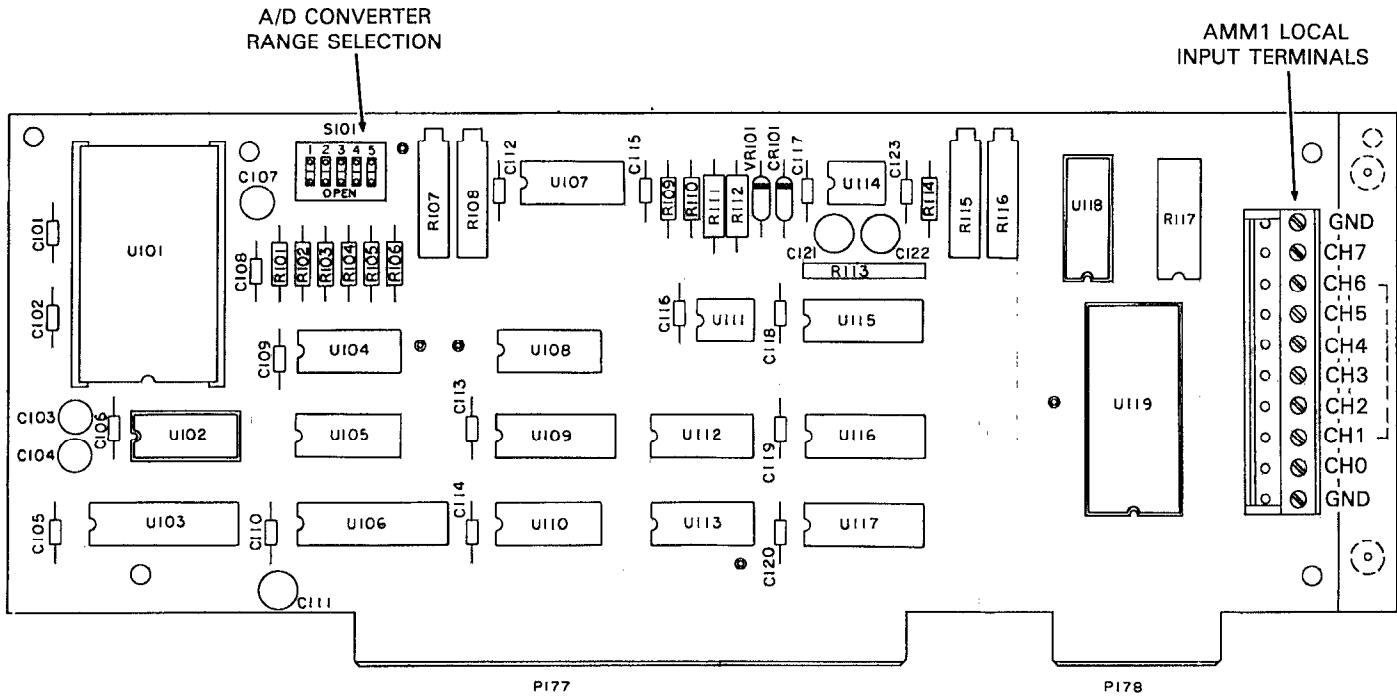 A/D CONVERTER
RANGE SELECTION
AMM1 LOCAL
INPUT TERMINALS
S101
1 2 3 4 5
OPEN
C107
C101
U101
C102
C108
R101
R102
R103
R104
R105
R106
R107
R108
C112
U107
C115
R109
R110
R111
R112
VR101
CR101
C117
U114
C123
R114
R115
R116
C121
C122
R113
U118
R117
GND
CH7
CH6
CH5
CH4
CH3
CH2
CH1
CH0
GND
C109
U104
U108
C116
U111
C118
U115
U119
C103
C104
C106
U102
U105
C113
U109
U112
C119
U116
C105
U103
C110
U106
C114
U110
U113
C120
U117
C111
P177
P178